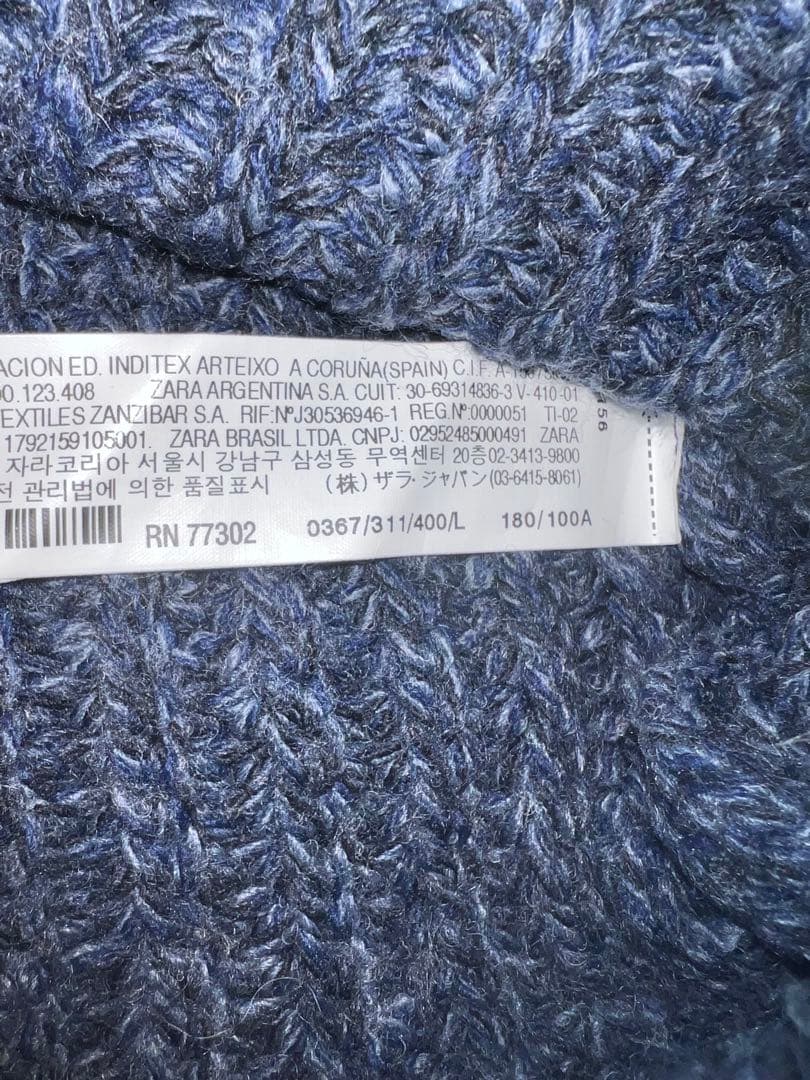 ACION ED. INDITEX ARTEIXO A CORUÑA(SPAIN) C.I.F.
00.123.408 ZARA ARGENTINA S.A. CUIT: 30-69314836-3 V-410-01
EXTILES ZANZIBAR S.A. RIF:NºJ30536946-1 REG.Nº:0000051 TI-02
1792159105001. ZARA BRASIL LTDA. CNPJ: 02952485000491 ZARA
자라코리아 서울시 강남구 삼성동 무역센터 20층02-3413-9800
전 관리법에 의한 품질표시 (株) ザラ・ジャパン(03-6415-8061)
RN 77302 0367/311/400/L 180/100A